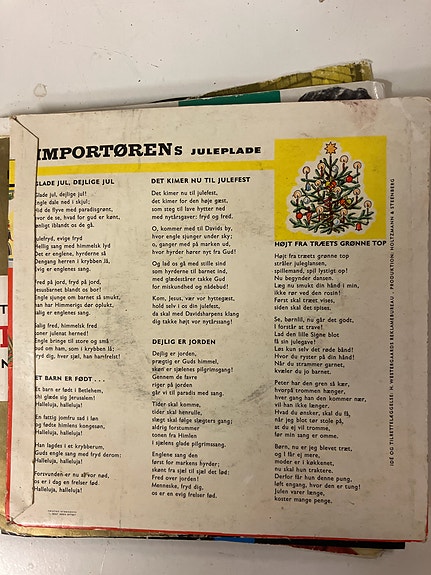 IMPORTØRENS JULEPLADE
GLADE JUL, DEJLIGE JUL
Glade jul, dejlige jul!
Engle dale ned i skjul;
Hid de flyve med paradisgrønt,
hvor de se, hvad for gud er kønt,
lønligt iblandt os de gå.
Julefryd, evige fryd
Hellig sang med himmelsk lyd
Det er englene, hyrderne så
Dengang herren i krybben lå,
evig er englenes sang.
Fred på jord, fryd på jord,
Jesusbarnet blandt os bor!
Engle sjunge om barnet så smukt,
han har Himmerigs dør oplukt.
Salig er englenes sang.
Salig fred, himmelsk fred
toner julenat herned!
Engle bringe til store og små
bud om ham, som i krybben lå;
Fryd dig, hver sjæl, han hamfrelst!
ET BARN ER FØDT . . .
Et barn er født i Betlehem,
thi glæde sig Jerusalem!
Halleluja, halleluja!
En fattig jomfru sad i løn
og fødte himlens kongesøn,
Halleluja, halleluja!
Han lagdes i et krybberum,
Guds engle sang med fryd derom:
Halleluja, halleluja!
Forsvunden er nu al vor nød,
os er i dag en frelser fød
Halleluja, halleluja!
DET KIMER NU TIL JULEFEST
Det kimer nu til julefest,
det kimer for den høje gæst,
som steg til lave hytter ned
med nytårsgaver: fryd og fred.
O, kommer med til Davids by,
hvor engle sjunger under sky;
o, ganger med på marken ud,
hvor hyrder hører nyt fra Gud!
Og lad os gå med stille sind
som hyrderne til barnet ind,
med glædestårer takke Gud
for miskundhed og nådebud!
Kom, Jesus, vær vor hyttegæst,
hold selv i os din julefest,
da skal med Davidsharpens klang
dig takke højt vor nytårssang!
DEJLIG ER JORDEN
Dejlig er jorden,
prægtig er Guds himmel,
skøn er sjælenes pilgrimsgang!
Gennem de favre
riger på jorden
går vi til paradis med sang.
Tider skal komme,
tider skal henrulle,
slægt skal følge slægters gang;
aldrig forstummer
tonen fra Himlen
i sjælens glade pilgrimssang.
Englene sang den
først for markens hyrder;
skønt fra sjæl til sjæl det lød:
Fred over jorden!
Menneske, fryd dig,
os er en evig frelser fød.
HØJT FRA TRÆETS GRØNNE TOP
Højt fra træets grønne top
stråler juleglansen,
spillemand, spil lystigt op!
Nu begynder dansen.
Læg nu smukt din hånd i min,
ikke rør ved den rosin!
Først skal træet vises,
siden skal det spises.
Se, børnlil, nu går det godt,
I forstår at trave!
Lad den lille Signe blot
få sin julegave!
Løs kun selv det røde bånd!
Hvor du ryster på din hånd!
Når du strammer garnet,
kvæler du jo barnet.
Peter har den gren så kær,
hvorpå trommen hænger,
hver gang han den kommer nær,
vil han ikke længer.
Hvad du ønsker, skal du få,
når jeg blot tør stole på,
at du ej vil tromme,
før min sang er omme.
Børn, nu er jeg blevet træt,
og I får ej mere,
moder er i køkkenet,
nu skal hun traktere.
Derfor får hun denne pung,
løft engang, hvor den er tung!
Julen varer længe,
koster mange penge.
IDE OG TILRETTELÆGGELSE: H. WESTERGAARDS REKLAMEBUREAU · PRODUKTION: HOLTZMANN & STEENBERG